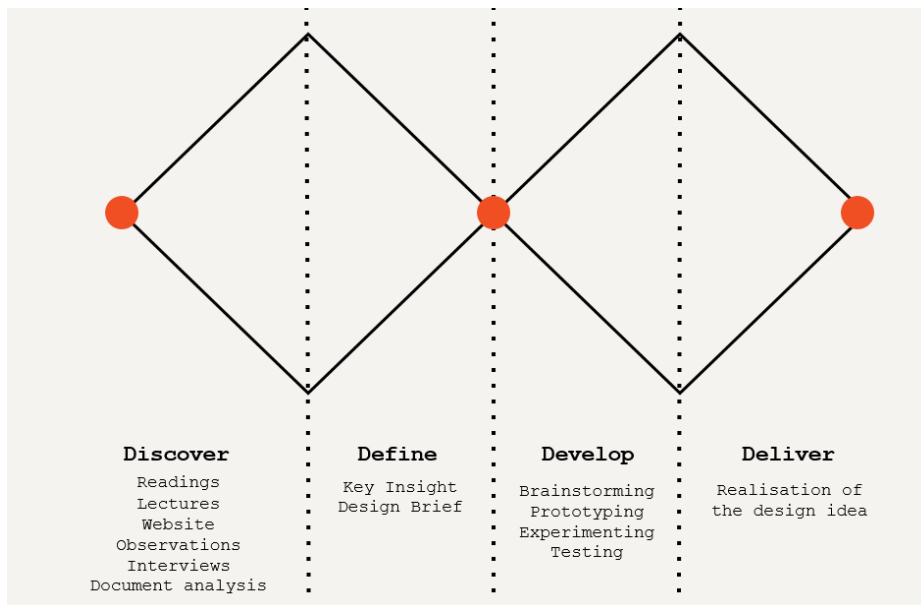 Discover
Readings
Lectures
Website
Observations
Interviews
Document analysis
Define
Key Insight
Design Brief
Develop
Brainstorming
Prototyping
Experimenting
Testing
Deliver
Realisation of
the design idea